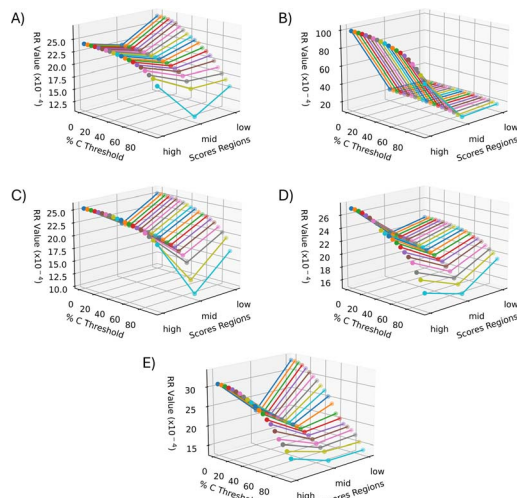 A)
RR Value (x10⁻⁴)
25.0
22.5
20.0
17.5
15.0
12.5
0
20
40
60
80
% C Threshold
high
mid
low
Scores Regions
B)
RR Value (x10⁻⁴)
100
80
60
40
20
0
20
40
60
80
% C Threshold
high
mid
low
Scores Regions
C)
RR Value (x10⁻⁴)
25.0
22.5
20.0
17.5
15.0
12.5
10.0
0
20
40
60
80
% C Threshold
high
mid
low
Scores Regions
D)
RR Value (x10⁻⁴)
26
24
22
20
18
16
0
20
40
60
80
% C Threshold
high
mid
low
Scores Regions
E)
RR Value (x10⁻⁴)
30
25
20
15
0
20
40
60
80
% C Threshold
high
mid
low
Scores Regions